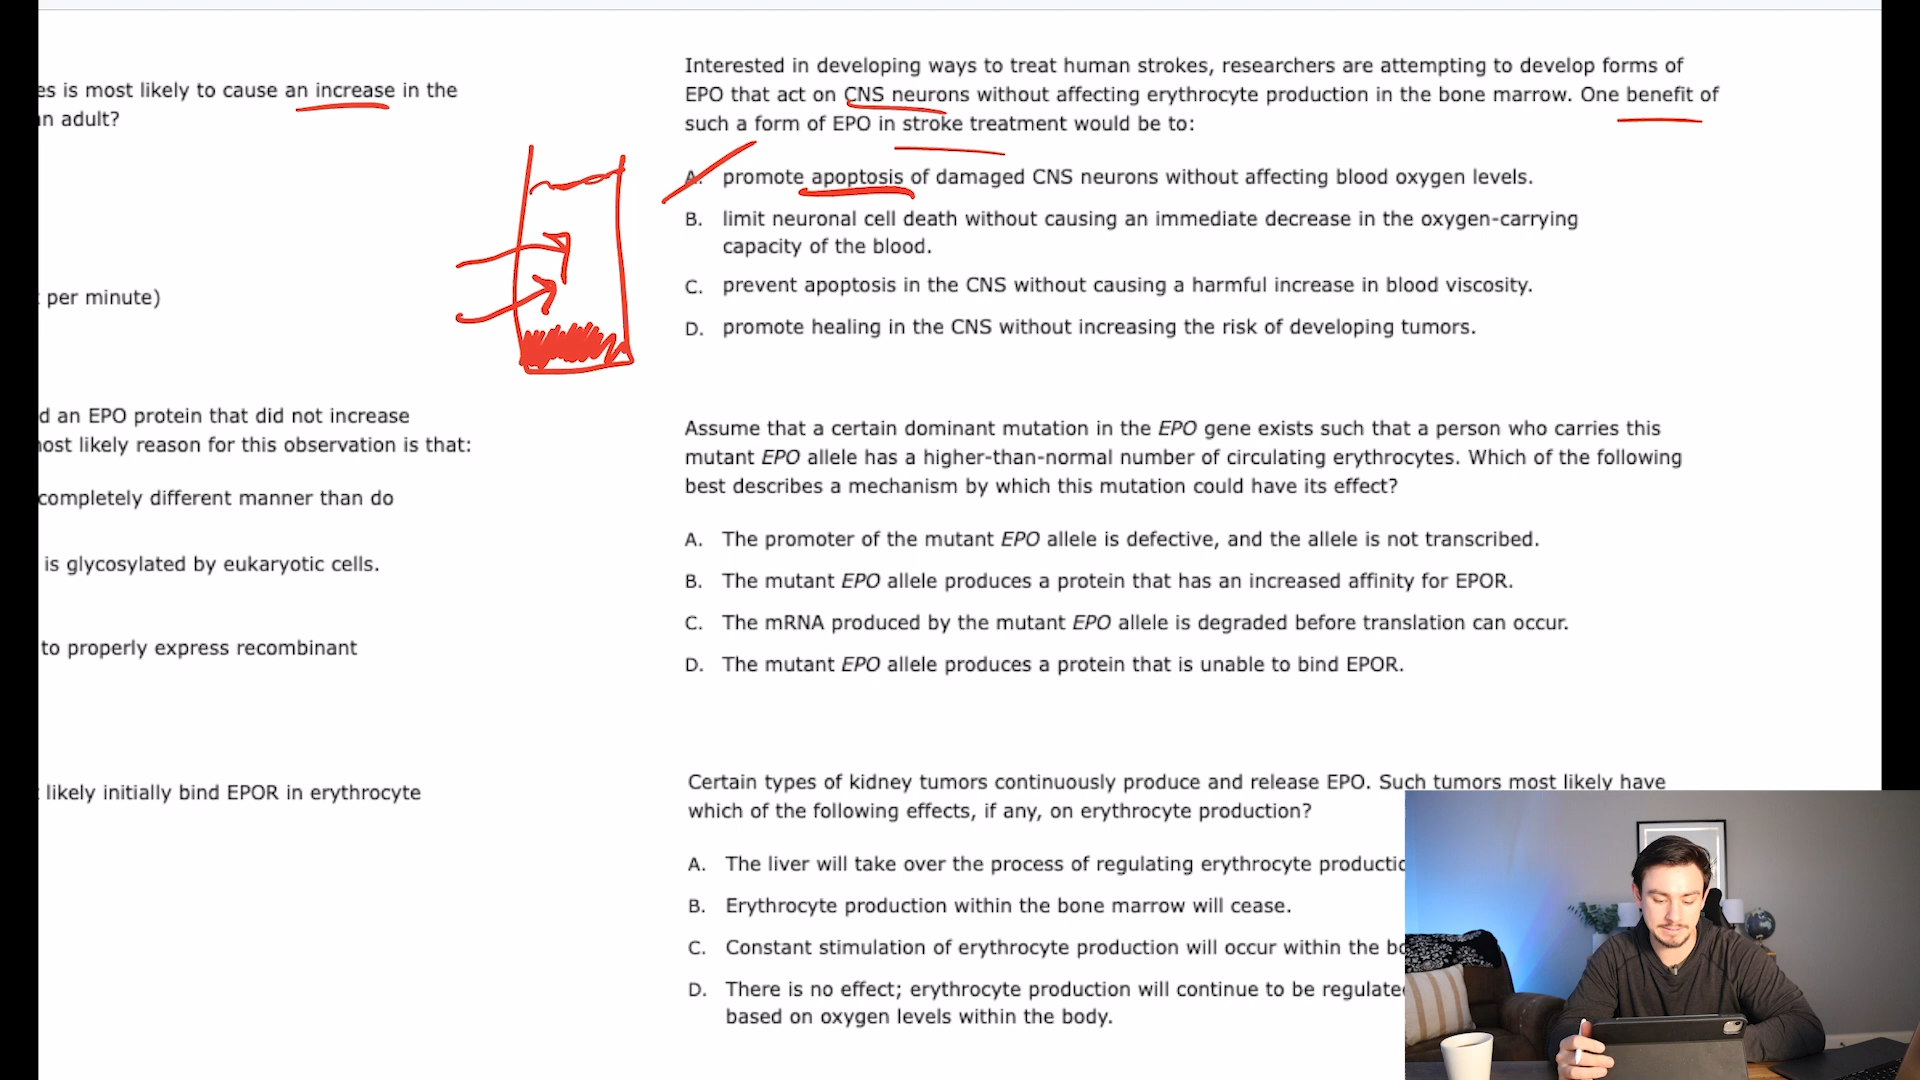 es is most likely to cause an increase in the
in adult?
per minute)
d an EPO protein that did not increase
ost likely reason for this observation is that:
completely different manner than do
is glycosylated by eukaryotic cells.
to properly express recombinant
likely initially bind EPOR in erythrocyte
Interested in developing ways to treat human strokes, researchers are attempting to develop forms of
EPO that act on CNS neurons without affecting erythrocyte production in the bone marrow. One benefit of
such a form of EPO in stroke treatment would be to:
A. promote apoptosis of damaged CNS neurons without affecting blood oxygen levels.
B. limit neuronal cell death without causing an immediate decrease in the oxygen-carrying
capacity of the blood.
C. prevent apoptosis in the CNS without causing a harmful increase in blood viscosity.
D. promote healing in the CNS without increasing the risk of developing tumors.
Assume that a certain dominant mutation in the EPO gene exists such that a person who carries this
mutant EPO allele has a higher-than-normal number of circulating erythrocytes. Which of the following
best describes a mechanism by which this mutation could have its effect?
A. The promoter of the mutant EPO allele is defective, and the allele is not transcribed.
B. The mutant EPO allele produces a protein that has an increased affinity for EPOR.
C. The mRNA produced by the mutant EPO allele is degraded before translation can occur.
D. The mutant EPO allele produces a protein that is unable to bind EPOR.
Certain types of kidney tumors continuously produce and release EPO. Such tumors most likely have
which of the following effects, if any, on erythrocyte production?
A. The liver will take over the process of regulating erythrocyte productio
B. Erythrocyte production within the bone marrow will cease.
C. Constant stimulation of erythrocyte production will occur within the bo
D. There is no effect; erythrocyte production will continue to be regulate
based on oxygen levels within the body.